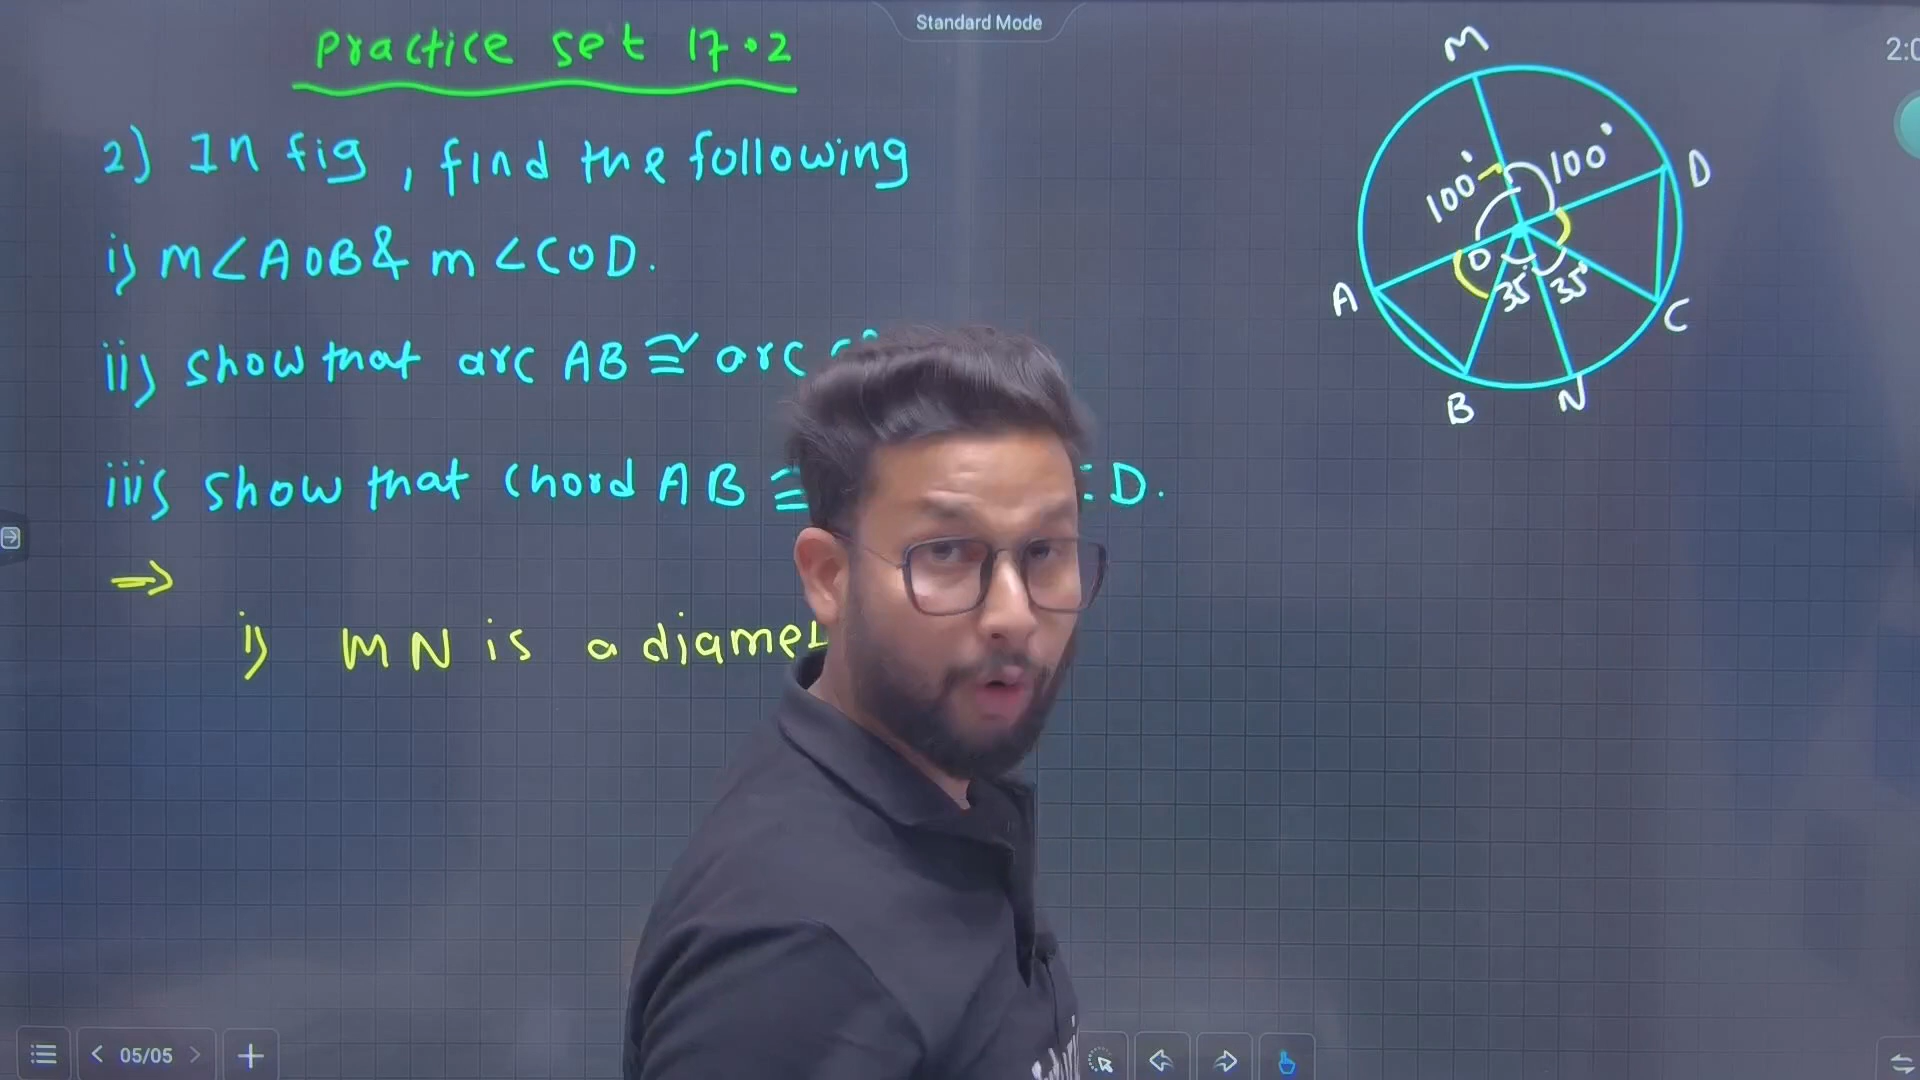 Standard Mode
Practice set 17.2
2) In fig, find the following
i) m∠AOB & m∠COD.
ii) show that arc AB ≅ arc
iii) show that chord AB ≅ D.
⇒
i) MN is a
M
100° 100°
D
O
35° 35°
A
C
B N
05/05